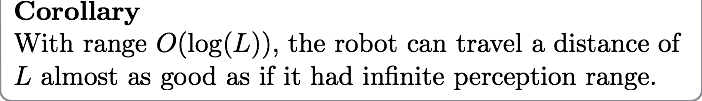 Corollary
With range O(log(L)), the robot can travel a distance of
L almost as good as if it had infinite perception range.